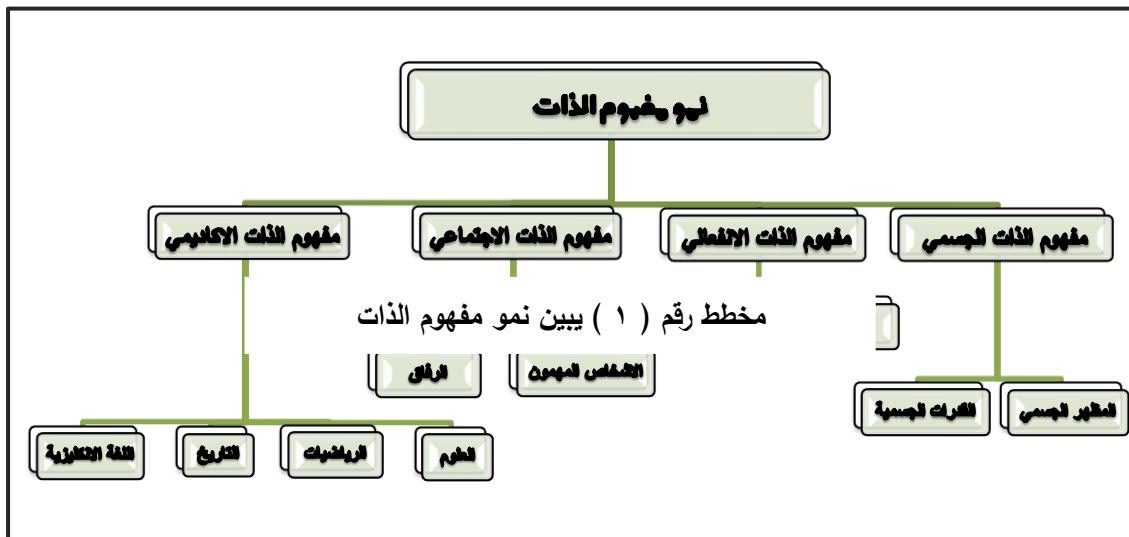 نمو مفهوم الذات
مفهوم الذات الجسمي
مفهوم الذات الانفعالي
مفهوم الذات الاجتماعي
مفهوم الذات الاكاديمي
مخطط رقم ( ١ ) يبين نمو مفهوم الذات
الاشخاص المهمون
الرفاق
المظهر الجسمي
القدرات الجسمية
العلوم
الرياضيات
التاريخ
اللغة الانكليزية